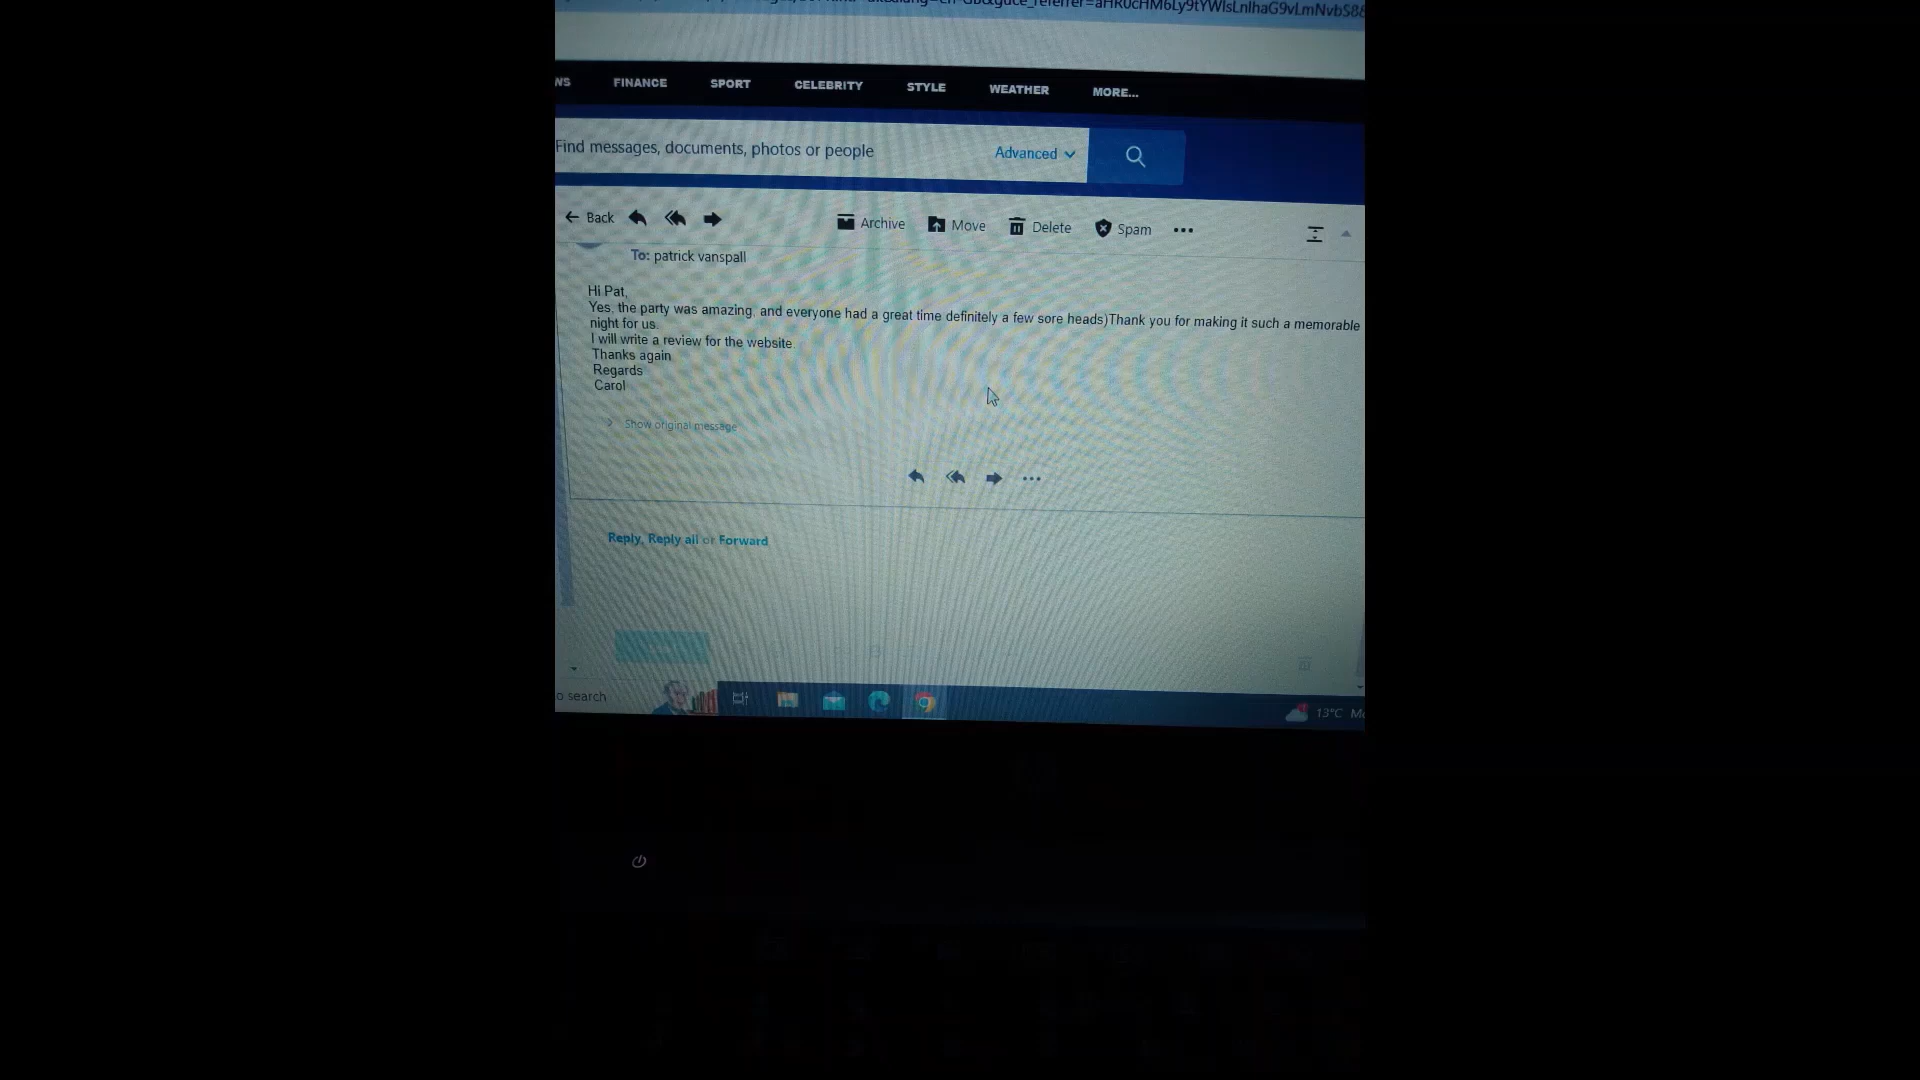 WS FINANCE SPORT CELEBRITY STYLE WEATHER MORE...
Find messages, documents, photos or people Advanced
Back Archive Move Delete Spam
To: patrick vanspall
Hi Pat,
Yes, the party was amazing, and everyone had a great time definitely a few sore heads)Thank you for making it such a memorable
night for us.
I will write a review for the website.
Thanks again
Regards
Carol
Show original message
Reply, Reply all or Forward
o search
13°C